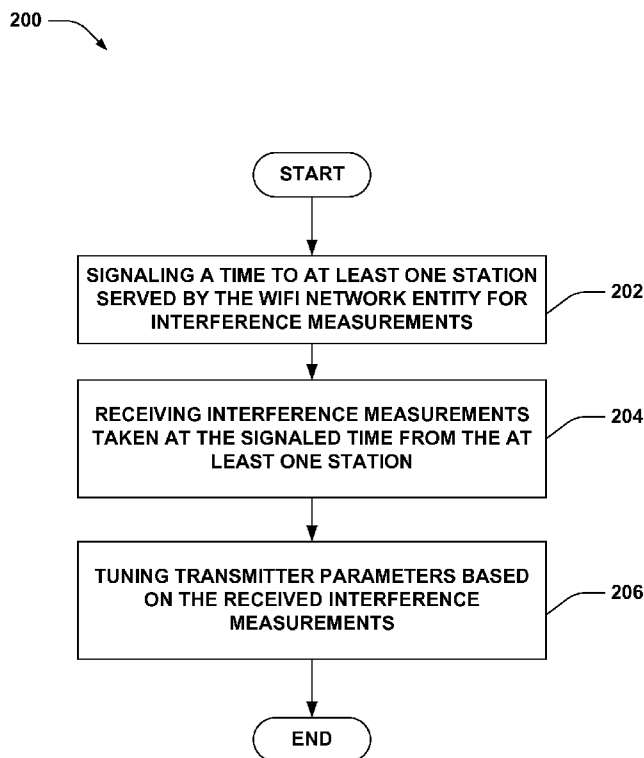 200
START
SIGNALING A TIME TO AT LEAST ONE STATION
SERVED BY THE WIFI NETWORK ENTITY FOR
INTERFERENCE MEASUREMENTS
202
RECEIVING INTERFERENCE MEASUREMENTS
TAKEN AT THE SIGNALED TIME FROM THE AT
LEAST ONE STATION
204
TUNING TRANSMITTER PARAMETERS BASED
ON THE RECEIVED INTERFERENCE
MEASUREMENTS
206
END